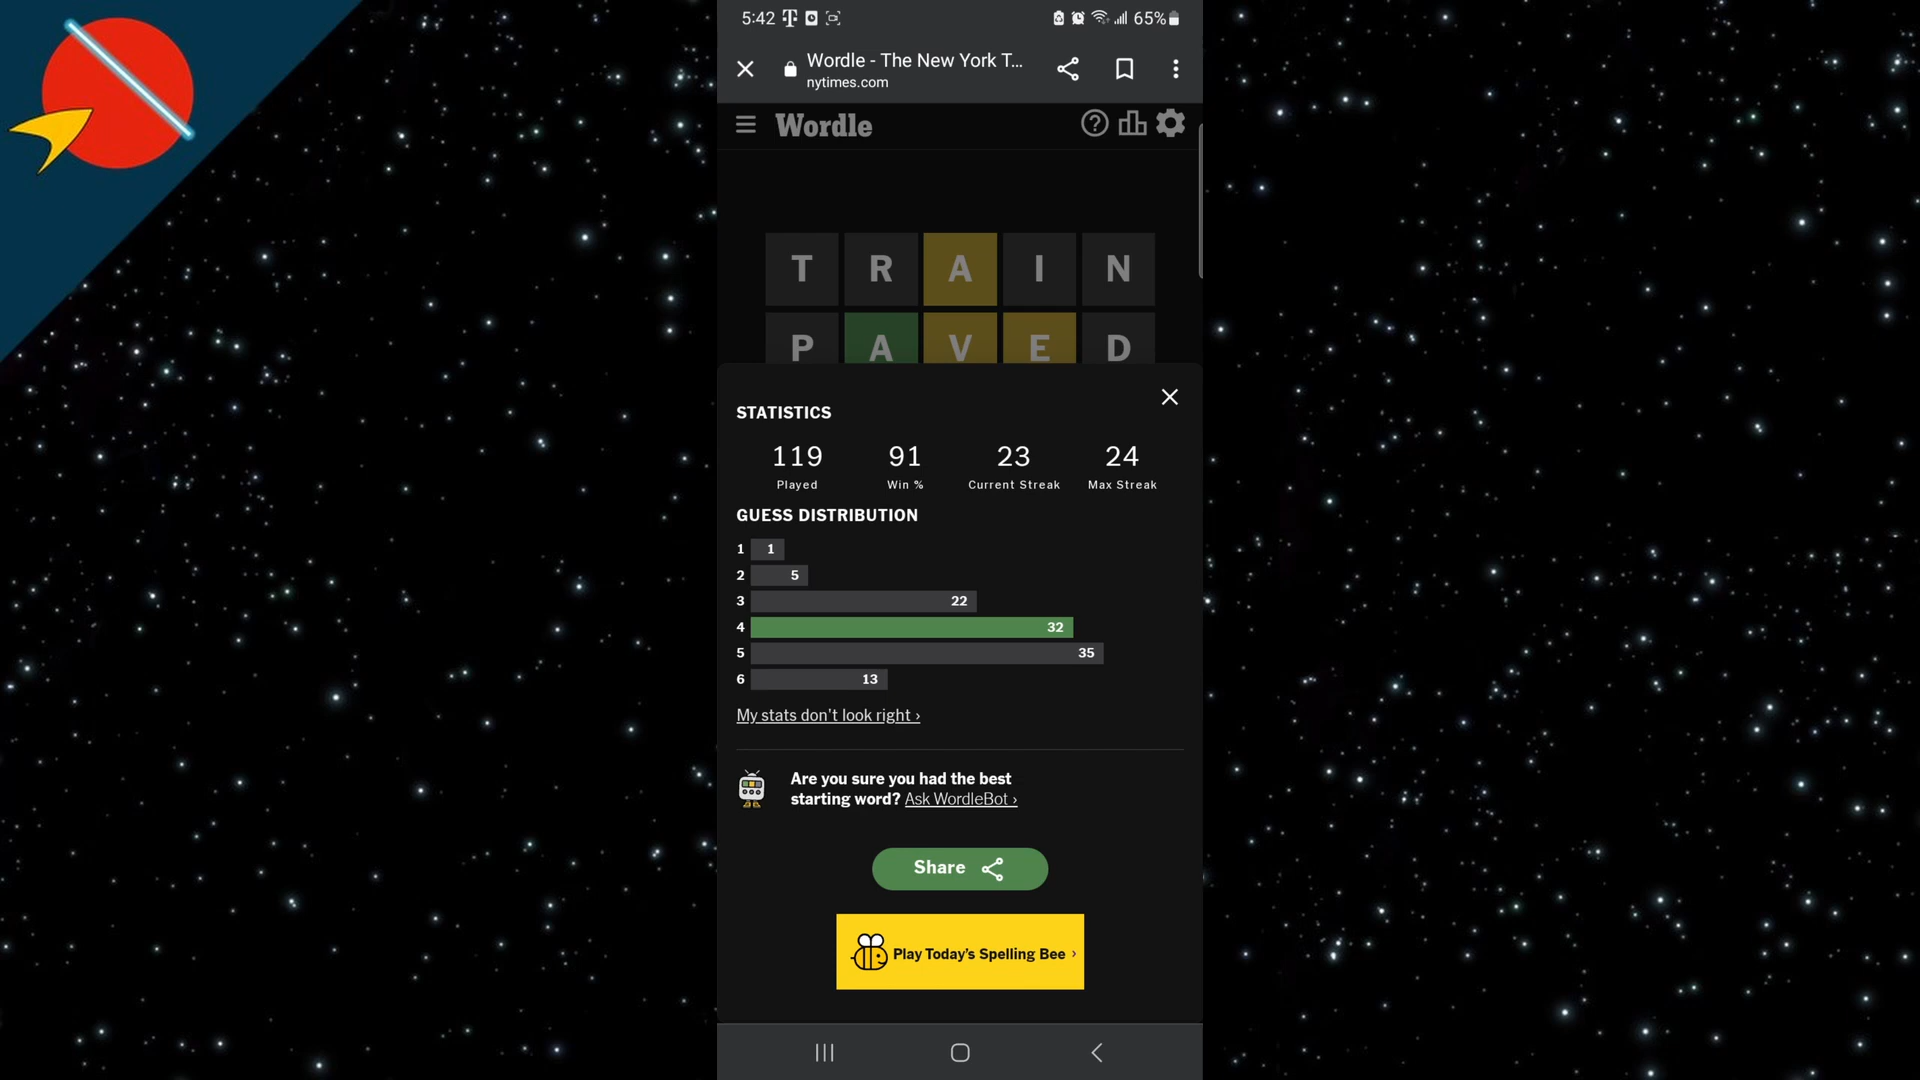 5:42
65%
Wordle - The New York T...
nytimes.com
Wordle
T R A I N
P A V E D
STATISTICS
119 91 23 24
Played Win % Current Streak Max Streak
GUESS DISTRIBUTION
1 1
2 5
3 22
4 32
5 35
6 13
My stats don't look right ›
Are you sure you had the best
starting word? Ask WordleBot ›
Share
Play Today's Spelling Bee ›